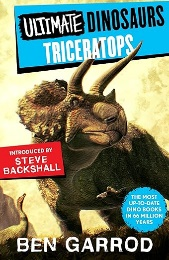 ULTIMATE DINOSAURS
TRICERATOPS
INTRODUCED BY
STEVE
BACKSHALL
THE MOST
UP-TO-DATE
DINO BOOKS
IN 66 MILLION
YEARS
BEN GARROD